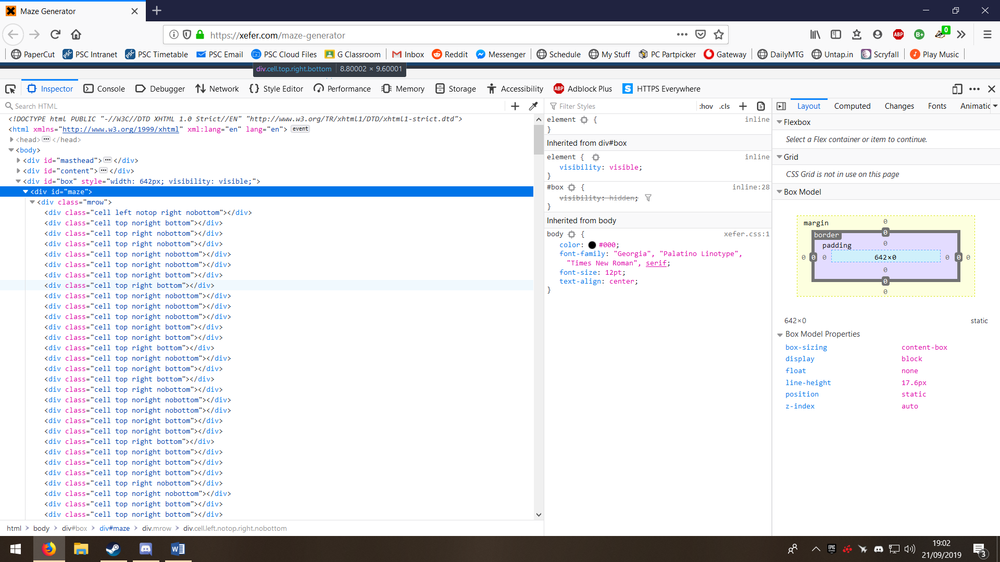 Maze Generator
https://xefer.com/maze-generator
ABP B+ 0
PaperCut PSC Intranet PSC Timetable PSC Email PSC Cloud Files G Classroom Inbox Reddit Messenger Schedule My Stuff PC Partpicker Gateway DailyMTG Untap.in Scryfall Play Music
div.cell.top.right.bottom 8.80002 × 9.60001
Inspector Console Debugger Network Style Editor Performance Memory Storage Accessibility ABP Adblock Plus S HTTPS Everywhere
Search HTML
<!DOCTYPE html PUBLIC "-//W3C//DTD XHTML 1.0 Strict//EN" "http://www.w3.org/TR/xhtml1/DTD/xhtml1-strict.dtd">
<html xmlns="http://www.w3.org/1999/xhtml" xml:lang="en" lang="en"> event
<head>···</head>
<body>
<div id="masthead">···</div>
<div id="content">···</div>
<div id="box" style="width: 642px; visibility: visible;">
<div id="maze">
<div class="mrow">
<div class="cell left notop right nobottom"></div>
<div class="cell top noright bottom"></div>
<div class="cell top right nobottom"></div>
<div class="cell top noright bottom"></div>
<div class="cell top noright nobottom"></div>
<div class="cell top noright nobottom"></div>
<div class="cell top noright bottom"></div>
<div class="cell top right bottom"></div>
<div class="cell top noright nobottom"></div>
<div class="cell top noright nobottom"></div>
<div class="cell top noright nobottom"></div>
<div class="cell top noright bottom"></div>
<div class="cell top noright bottom"></div>
<div class="cell top right bottom"></div>
<div class="cell top noright nobottom"></div>
<div class="cell top noright bottom"></div>
<div class="cell top right bottom"></div>
<div class="cell top right nobottom"></div>
<div class="cell top noright nobottom"></div>
<div class="cell top noright nobottom"></div>
<div class="cell top noright bottom"></div>
<div class="cell top noright bottom"></div>
<div class="cell top right bottom"></div>
<div class="cell top noright bottom"></div>
<div class="cell top noright bottom"></div>
<div class="cell top noright bottom"></div>
<div class="cell top right nobottom"></div>
<div class="cell top noright nobottom"></div>
<div class="cell top noright bottom"></div>
<div class="cell top noright bottom"></div>
html > body > div#box > div#maze > div.mrow > div.cell.left.notop.right.nobottom
Filter Styles :hov .cls
element { inline
}
Inherited from div#box
element { inline
visibility: visible;
}
#box { inline:28
visibility: hidden;
}
Inherited from body
body { xefer.css:1
color: #000;
font-family: "Georgia", "Palatino Linotype",
"Times New Roman", serif;
font-size: 12pt;
text-align: center;
}
Layout Computed Changes Fonts Animatic
Flexbox
Select a Flex container or item to continue.
Grid
CSS Grid is not in use on this page
Box Model
margin 0
border 0
padding 0
0 0 0 642×0 0 0 0
0
0
0
642×0 static
Box Model Properties
box-sizing content-box
display block
float none
line-height 17.6px
position static
z-index auto
EPIC GAMES
19:02
21/09/2019
3